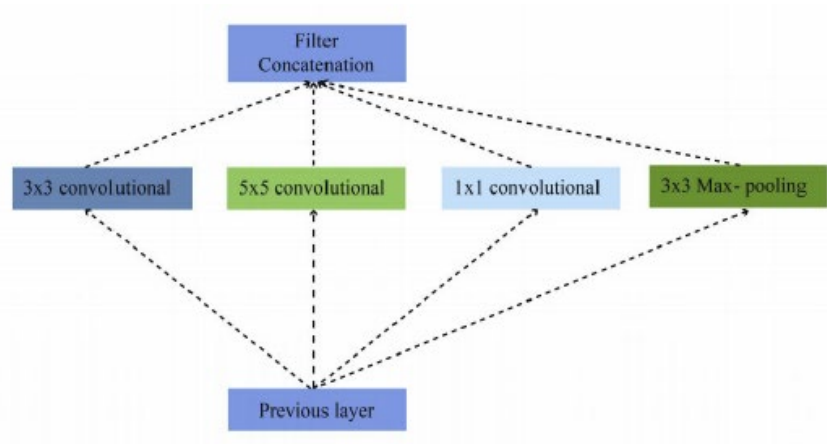 Filter
Concatenation
3x3 convolutional
5x5 convolutional
1x1 convolutional
3x3 Max- pooling
Previous layer